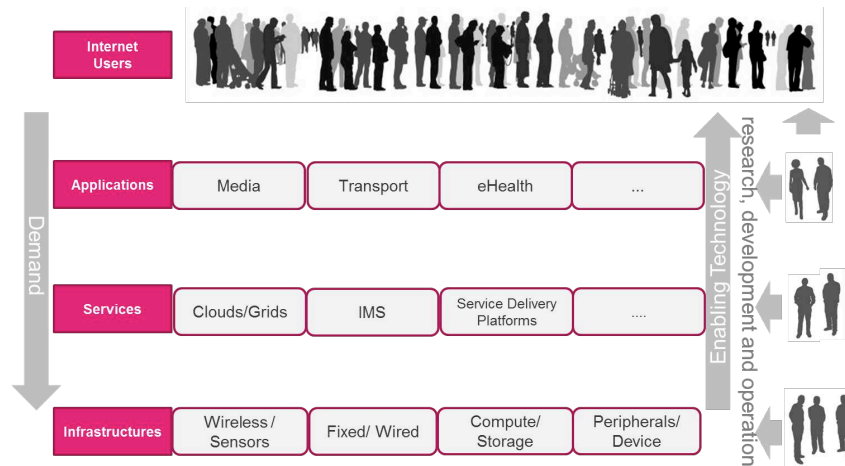 Internet
Users
Demand
Applications
Media
Transport
eHealth
...
Services
Clouds/Grids
IMS
Service Delivery
Platforms
....
Infrastructures
Wireless /
Sensors
Fixed/ Wired
Compute/
Storage
Peripherals/
Device
Enabling Technology
research, development and operation